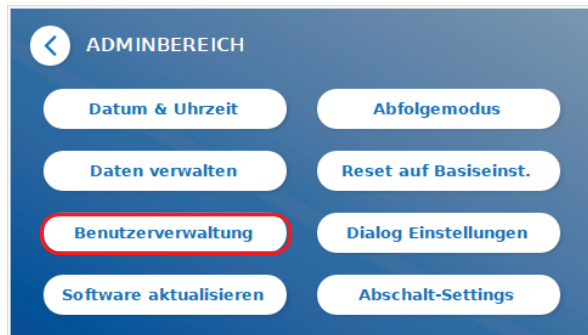 ADMINBEREICH
Datum & Uhrzeit
Abfolgemodus
Daten verwalten
Reset auf Basiseinst.
Benutzerverwaltung
Dialog Einstellungen
Software aktualisieren
Abschalt-Settings